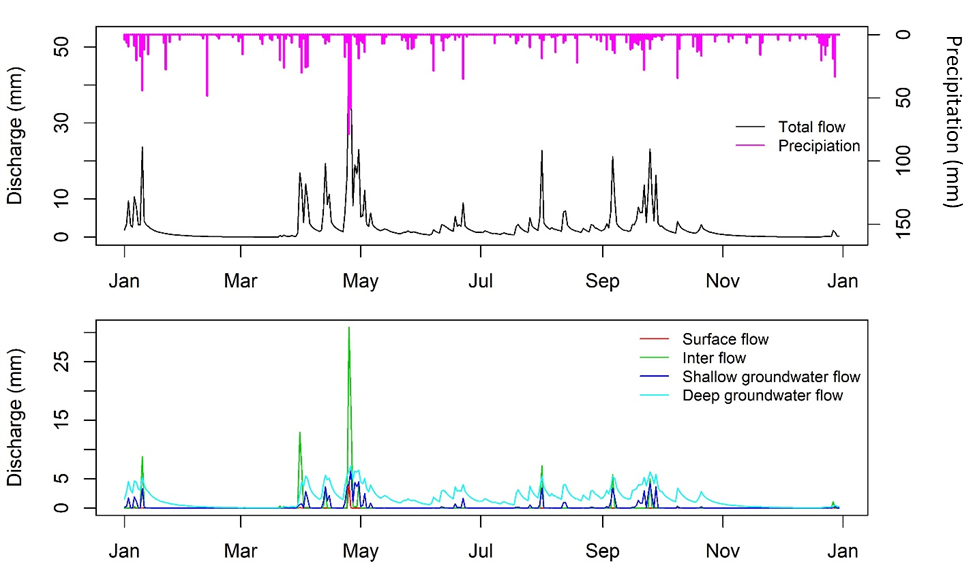 Discharge (mm)
50
30
10
0
0
50
100
150
Precipitation (mm)
Total flow
Precipiation
Jan Mar May Jul Sep Nov Jan
Discharge (mm)
25
15
5
0
Surface flow
Inter flow
Shallow groundwater flow
Deep groundwater flow
Jan Mar May Jul Sep Nov Jan